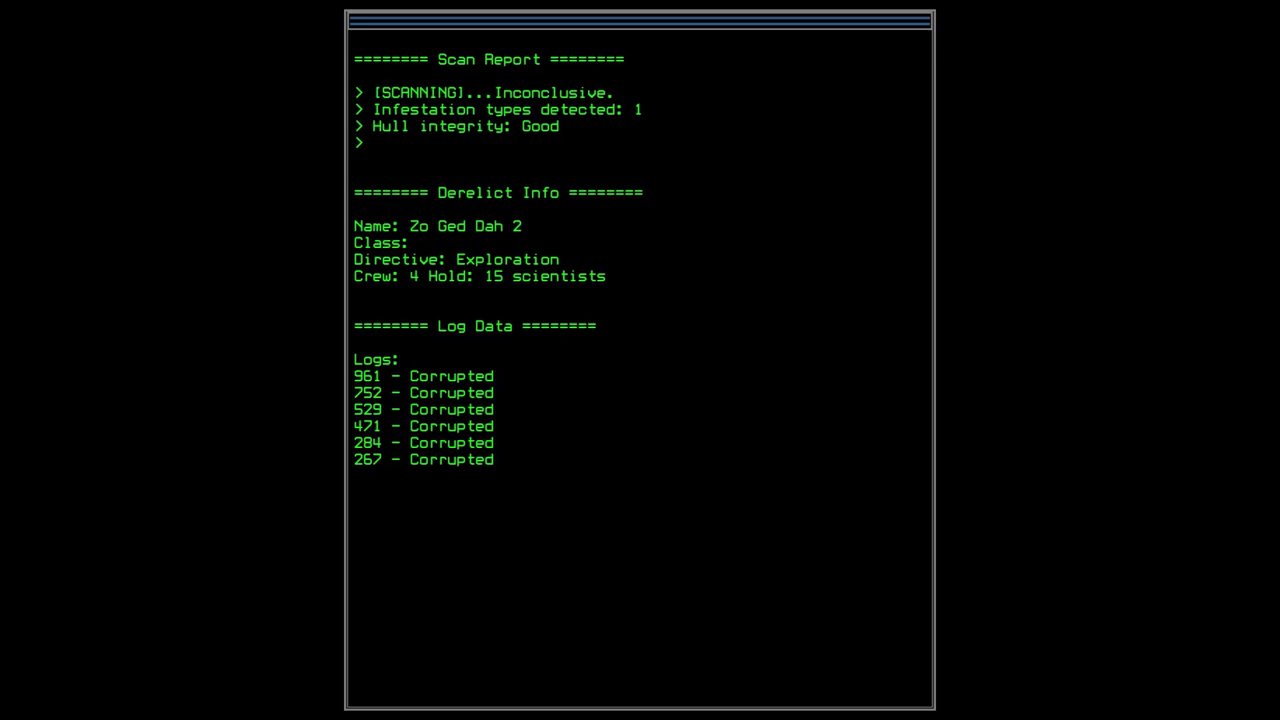 ======== Scan Report ========
> [SCANNING]...Inconclusive.
> Infestation types detected: 1
> Hull integrity: Good
>
======== Derelict Info ========
Name: Zo Ged Dah 2
Class:
Directive: Exploration
Crew: 4 Hold: 15 scientists
======== Log Data ========
Logs:
961 - Corrupted
752 - Corrupted
529 - Corrupted
471 - Corrupted
284 - Corrupted
267 - Corrupted